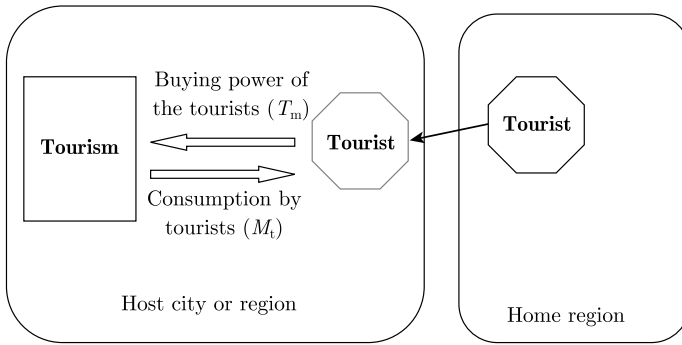 Buying power of
the tourists (Tm)
Tourism
Tourist
Tourist
Consumption by
tourists (Mt)
Host city or region
Home region